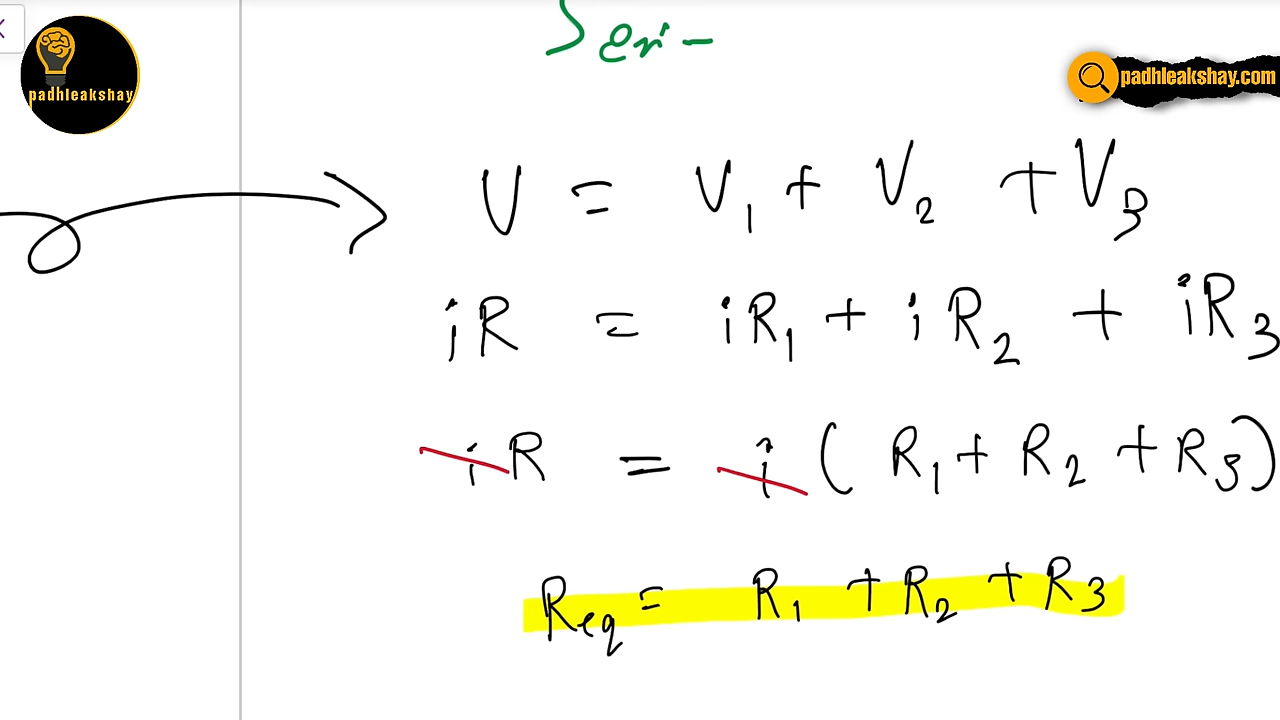 Seri-
padhleakshay
padhleakshay.com
V = V₁ + V₂ + V₃
iR = iR₁ + iR₂ + iR₃
iR = i (R₁ + R₂ + R₃)
Req = R₁ + R₂ + R₃